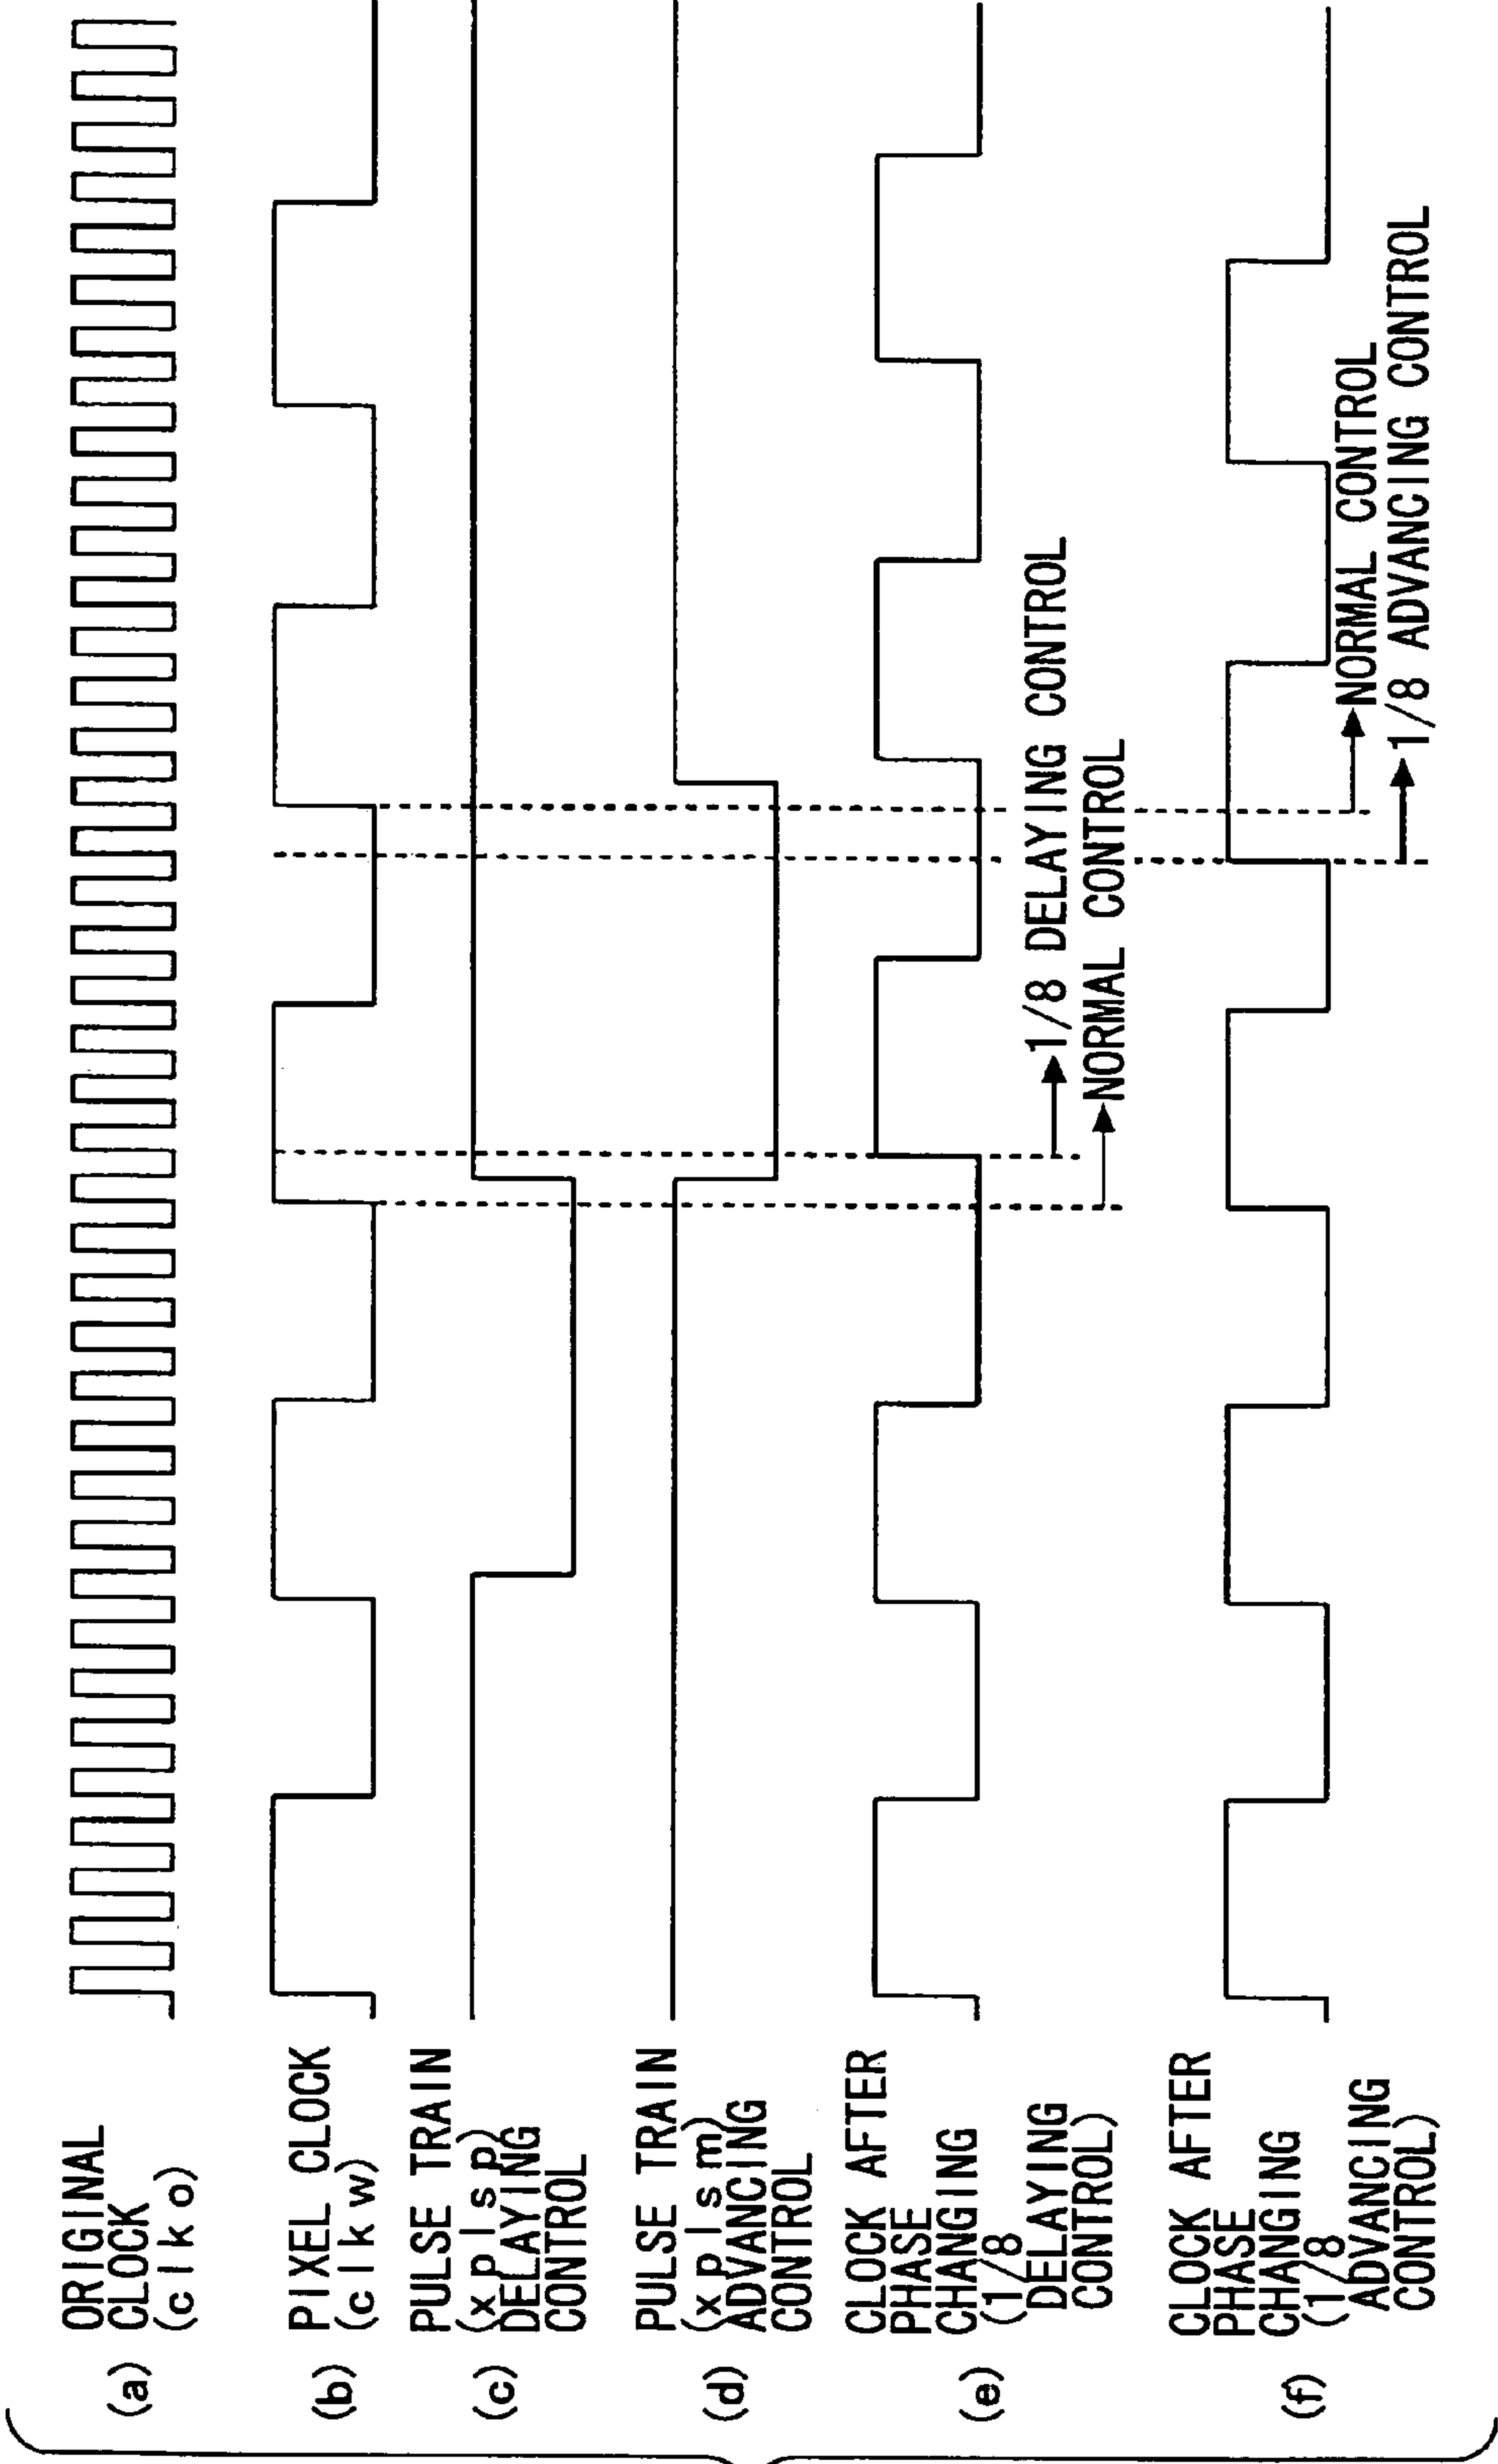 (a) ORIGINAL
CLOCK
(clko)
(b) PIXEL CLOCK
(clkw)
(c) PULSE TRAIN
(xplsp)
DELAYING
CONTROL
(d) PULSE TRAIN
(xplsm)
ADVANCING
CONTROL
(e) CLOCK AFTER
PHASE
CHANGING
(1/8
DELAYING
CONTROL)
1/8 DELAYING CONTROL
NORMAL CONTROL
(f) CLOCK AFTER
PHASE
CHANGING
(1/8
ADVANCING
CONTROL)
NORMAL CONTROL
1/8 ADVANCING CONTROL